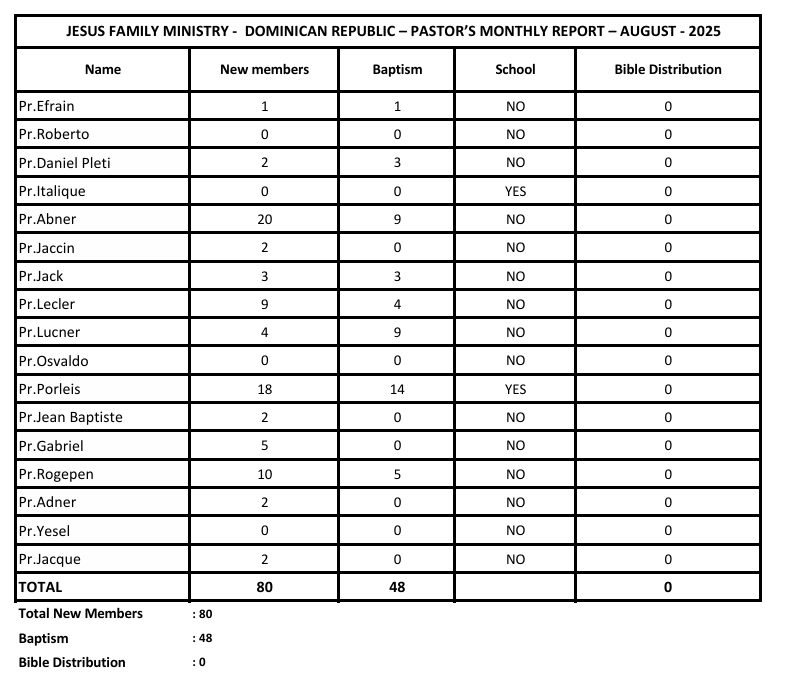 JESUS FAMILY MINISTRY -  DOMINICAN REPUBLIC – PASTOR'S MONTHLY REPORT – AUGUST - 2025
Name New members Baptism School Bible Distribution
Pr.Efrain 1 1 NO 0
Pr.Roberto 0 0 NO 0
Pr.Daniel Pleti 2 3 NO 0
Pr.Italique 0 0 YES 0
Pr.Abner 20 9 NO 0
Pr.Jaccin 2 0 NO 0
Pr.Jack 3 3 NO 0
Pr.Lecler 9 4 NO 0
Pr.Lucner 4 9 NO 0
Pr.Osvaldo 0 0 NO 0
Pr.Porleis 18 14 YES 0
Pr.Jean Baptiste 2 0 NO 0
Pr.Gabriel 5 0 NO 0
Pr.Rogepen 10 5 NO 0
Pr.Adner 2 0 NO 0
Pr.Yesel 0 0 NO 0
Pr.Jacque 2 0 NO 0
TOTAL 80 48 0
Total New Members : 80
Baptism : 48
Bible Distribution : 0